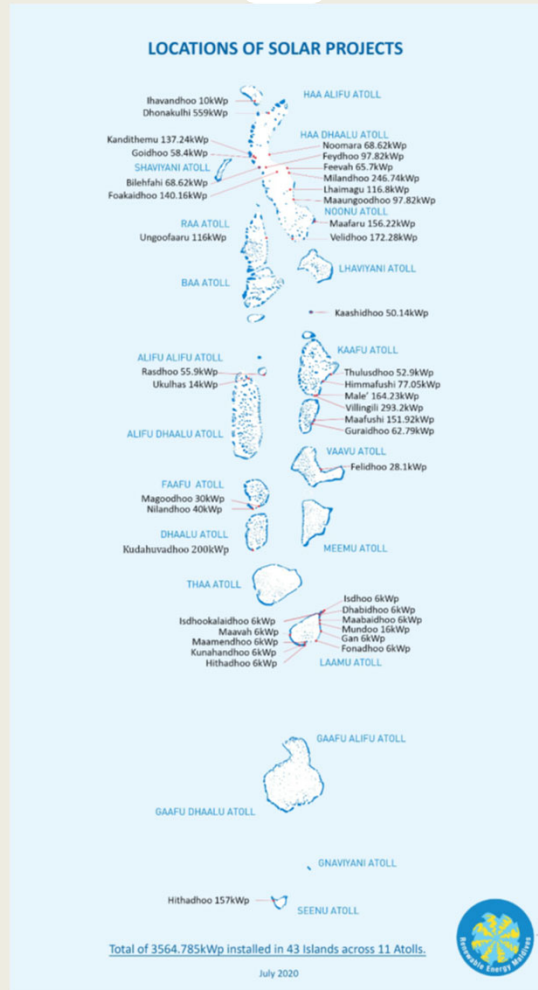 LOCATIONS OF SOLAR PROJECTS
HAA ALIFU ATOLL
Ihavandhoo 10kWp
Dhonakulhi 559kWp
HAA DHAALU ATOLL
Kandithemu 137.24kWp
Goidhoo 58.4kWp
SHAVIYANI ATOLL
Bilehfahi 68.62kWp
Foakaidhoo 140.16kWp
Noomara 68.62kWp
Feydhoo 97.82kWp
Feevah 65.7kWp
Milandhoo 246.74kWp
Lhaimagu 116.8kWp
Maaungoodhoo 97.82kWp
NOONU ATOLL
Maafaru 156.22kWp
Velidhoo 172.28kWp
RAA ATOLL
Ungoofaaru 116kWp
LHAVIYANI ATOLL
BAA ATOLL
Kaashidhoo 50.14kWp
KAAFU ATOLL
ALIFU ALIFU ATOLL
Rasdhoo 55.9kWp
Ukulhas 14kWp
Thulusdhoo 52.9kWp
Himmafushi 77.05kWp
Male' 164.23kWp
Villingili 293.2kWp
Maafushi 151.92kWp
Guraidhoo 62.79kWp
ALIFU DHAALU ATOLL
VAAVU ATOLL
Felidhoo 28.1kWp
FAAFU ATOLL
Magoodhoo 30kWp
Nilandhoo 40kWp
DHAALU ATOLL
Kudahuvadhoo 200kWp
MEEMU ATOLL
THAA ATOLL
Isdhoo 6kWp
Dhabidhoo 6kWp
Maabaidhoo 6kWp
Mundoo 16kWp
Gan 6kWp
Fonadhoo 6kWp
Isdhookalaidhoo 6kWp
Maavah 6kWp
Maamendhoo 6kWp
Kunahandhoo 6kWp
Hithadhoo 6kWp
LAAMU ATOLL
GAAFU ALIFU ATOLL
GAAFU DHAALU ATOLL
GNAVIYANI ATOLL
Hithadhoo 157kWp
SEENU ATOLL
Total of 3564.785kWp installed in 43 Islands across 11 Atolls.
July 2020
Renewable Energy Maldives